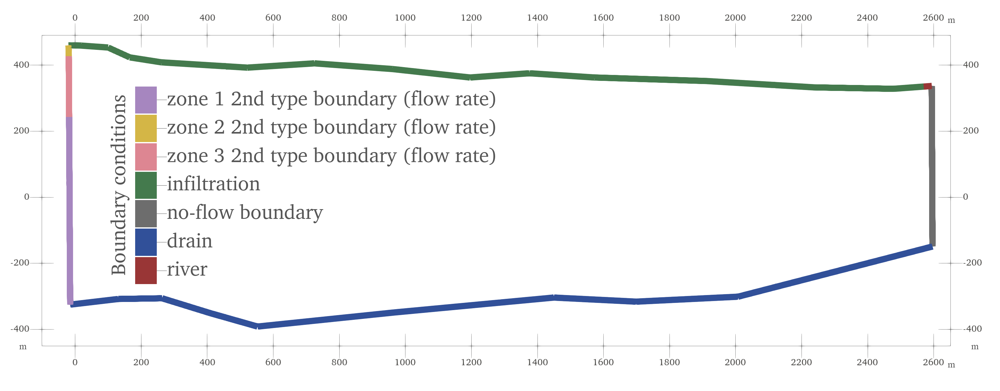 0 200 400 600 800 1000 1200 1400 1600 1800 2000 2200 2400 2600 m
400 400
200 200
0 0
-200 -200
-400 -400
m m
Boundary conditions
zone 1 2nd type boundary (flow rate)
zone 2 2nd type boundary (flow rate)
zone 3 2nd type boundary (flow rate)
infiltration
no-flow boundary
drain
river
0 200 400 600 800 1000 1200 1400 1600 1800 2000 2200 2400 2600 m